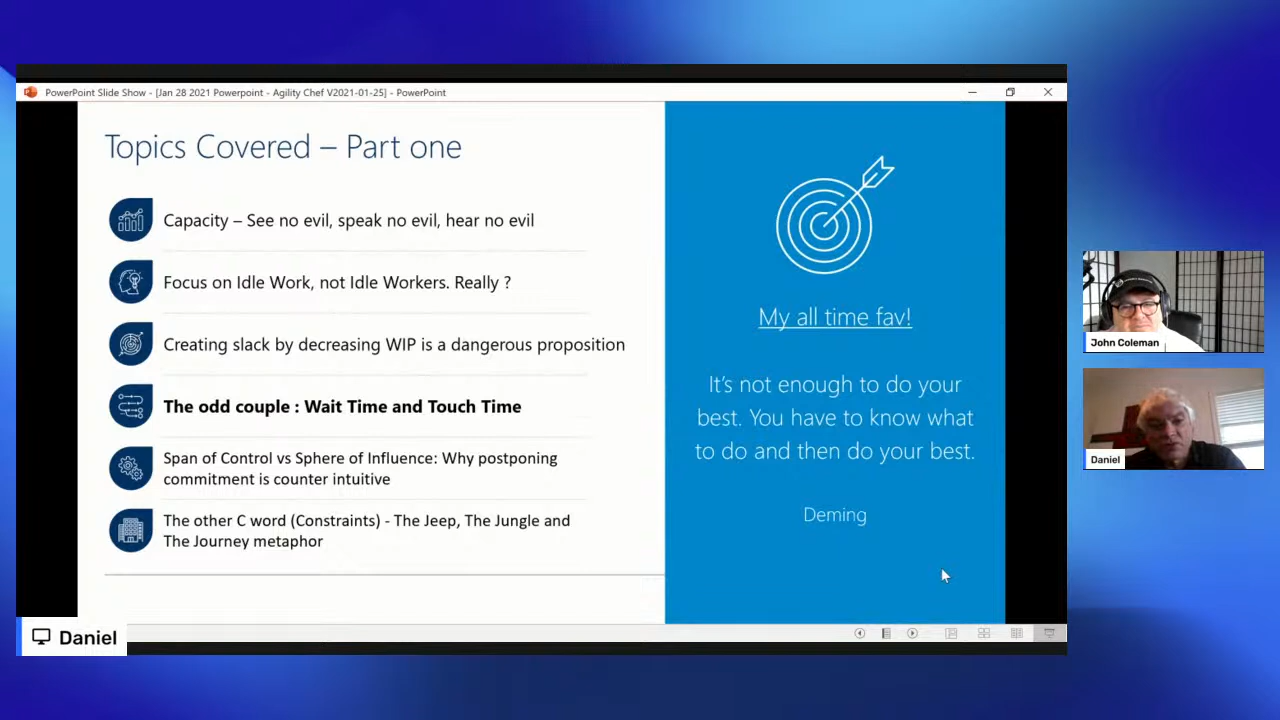 PowerPoint Slide Show - [Jan 28 2021 Powerpoint - Agility Chef V2021-01-25] - PowerPoint
Topics Covered – Part one
Capacity – See no evil, speak no evil, hear no evil
Focus on Idle Work, not Idle Workers. Really ?
Creating slack by decreasing WIP is a dangerous proposition
The odd couple : Wait Time and Touch Time
Span of Control vs Sphere of Influence: Why postponing
commitment is counter intuitive
The other C word (Constraints) - The Jeep, The Jungle and
The Journey metaphor
My all time fav!
It's not enough to do your
best. You have to know what
to do and then do your best.
Deming
John Coleman
Daniel
Daniel